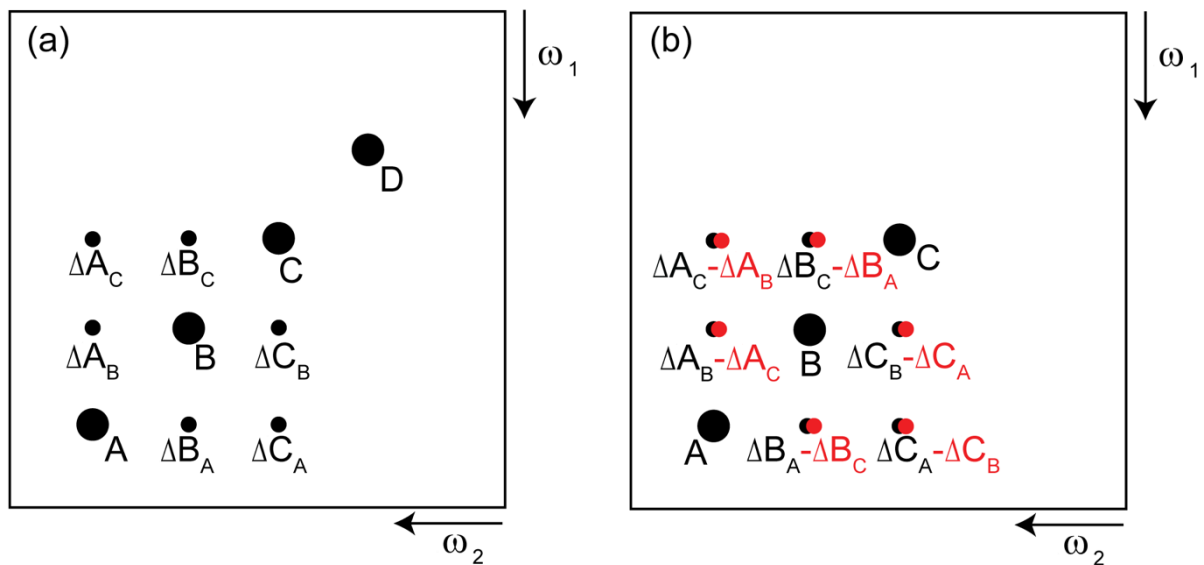 (a)
ω1
D
ΔAC ΔBC C
ΔAB B ΔCB
A ΔBA ΔCA
ω2
(b)
ω1
ΔAC-ΔAB ΔBC-ΔBA C
ΔAB-ΔAC B ΔCB-ΔCA
A ΔBA-ΔBC ΔCA-ΔCB
ω2